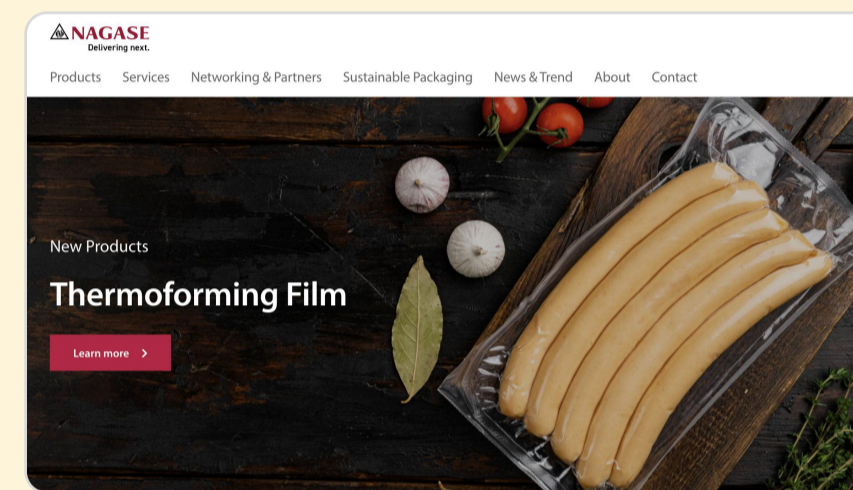 NAGASE
Delivering next.
Products Services Networking & Partners Sustainable Packaging News & Trend About Contact
New Products
Thermoforming Film
Learn more